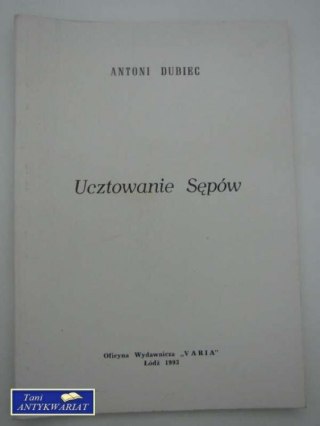 ANTONI DUBIEC
Ucztowanie Sępów
Oficyna Wydawnicza „VARIA"
Łódź 1993
Tani
ANTYKWARIAT